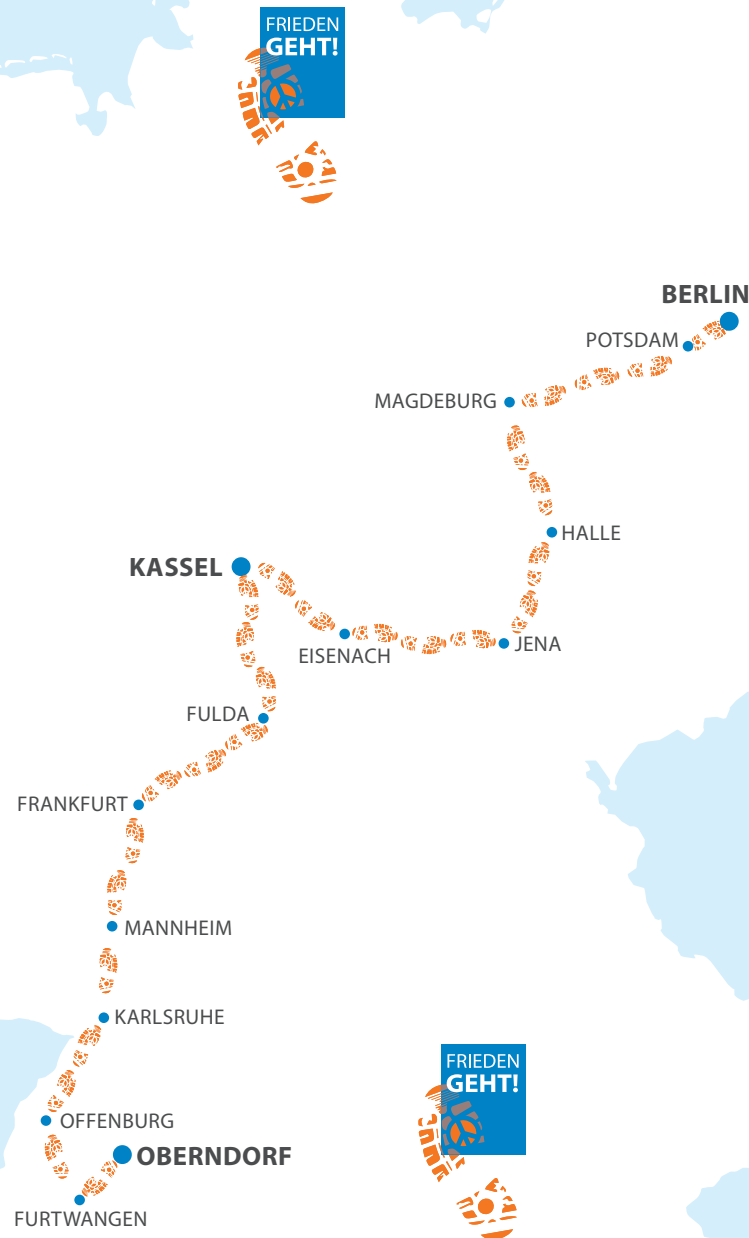 FRIEDEN
GEHT!
BERLIN
POTSDAM
MAGDEBURG
HALLE
KASSEL
JENA
EISENACH
FULDA
FRANKFURT
MANNHEIM
KARLSRUHE
FRIEDEN
GEHT!
OFFENBURG
OBERNDORF
FURTWANGEN